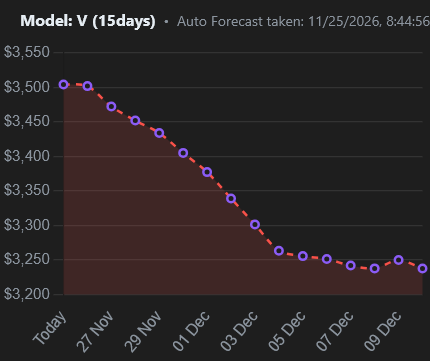 Model: V (15days) • Auto Forecast taken: 11/25/2026, 8:44:56
$3,550
$3,500
$3,450
$3,400
$3,350
$3,300
$3,250
$3,200
Today
27 Nov
29 Nov
01 Dec
03 Dec
05 Dec
07 Dec
09 Dec